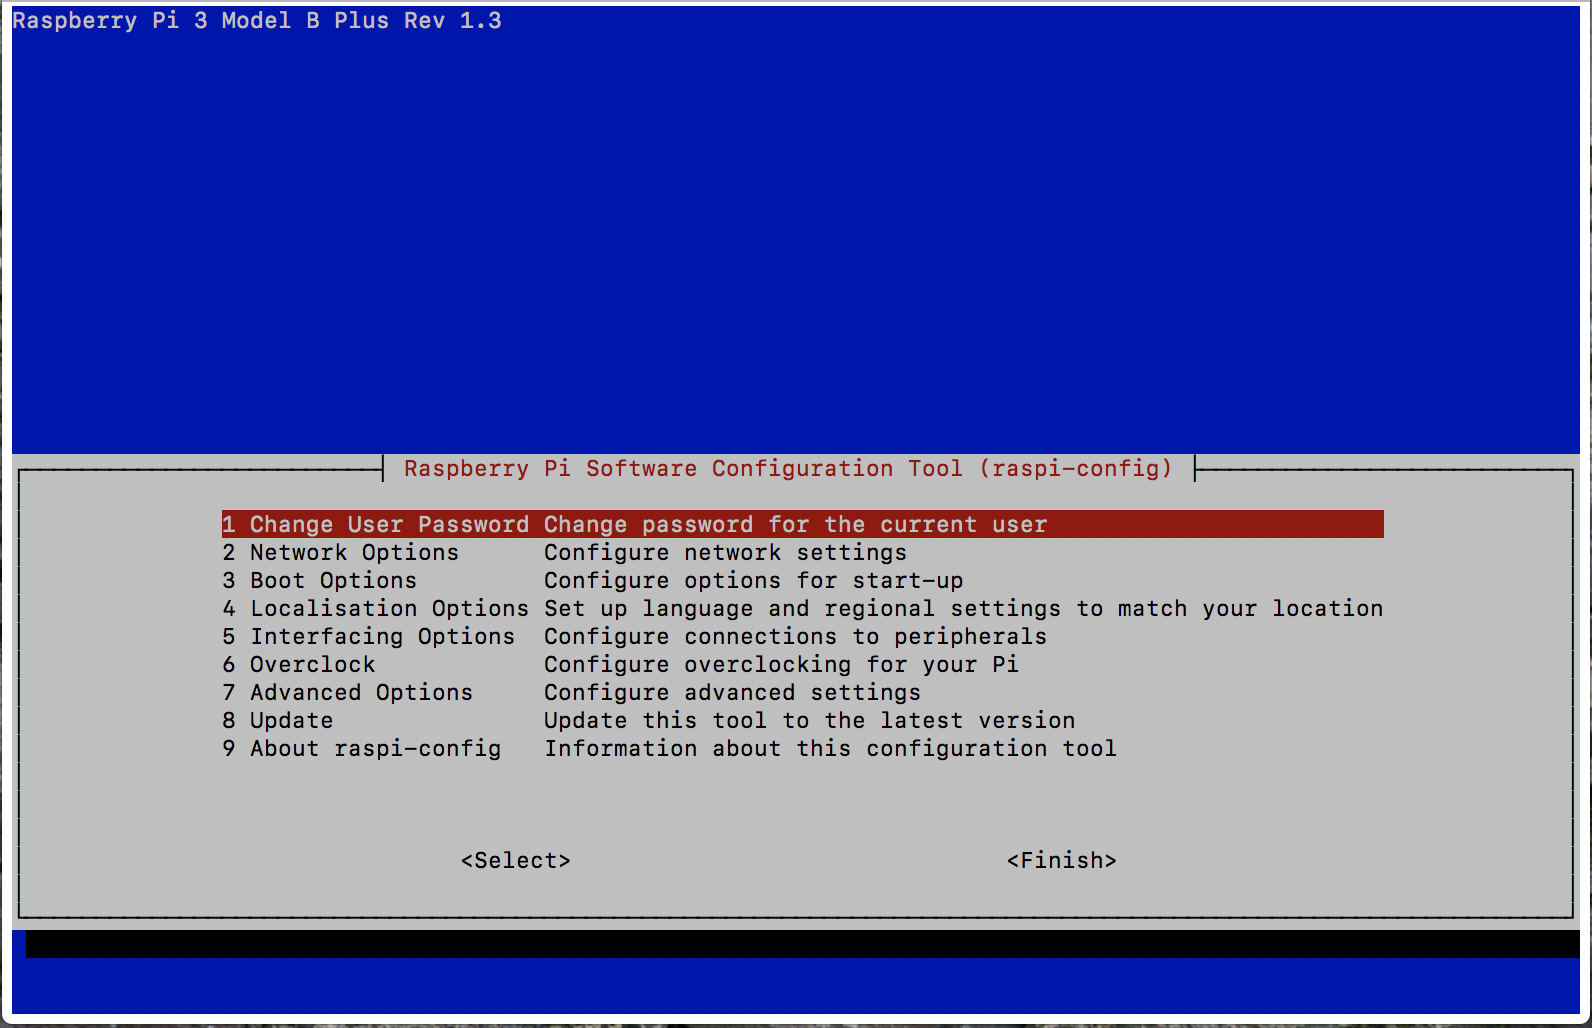 Raspberry Pi 3 Model B Plus Rev 1.3
Raspberry Pi Software Configuration Tool (raspi-config)
1 Change User Password Change password for the current user
2 Network Options Configure network settings
3 Boot Options Configure options for start-up
4 Localisation Options Set up language and regional settings to match your location
5 Interfacing Options Configure connections to peripherals
6 Overclock Configure overclocking for your Pi
7 Advanced Options Configure advanced settings
8 Update Update this tool to the latest version
9 About raspi-config Information about this configuration tool
<Select> <Finish>